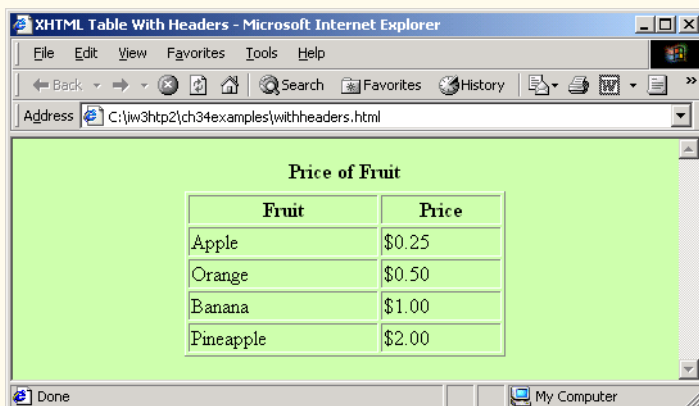 XHTML Table With Headers - Microsoft Internet Explorer
File Edit View Favorites Tools Help
Back Search Favorites History »
Address C:\iw3htp2\ch34examples\withheaders.html
Price of Fruit
Fruit Price
Apple $0.25
Orange $0.50
Banana $1.00
Pineapple $2.00
Done My Computer